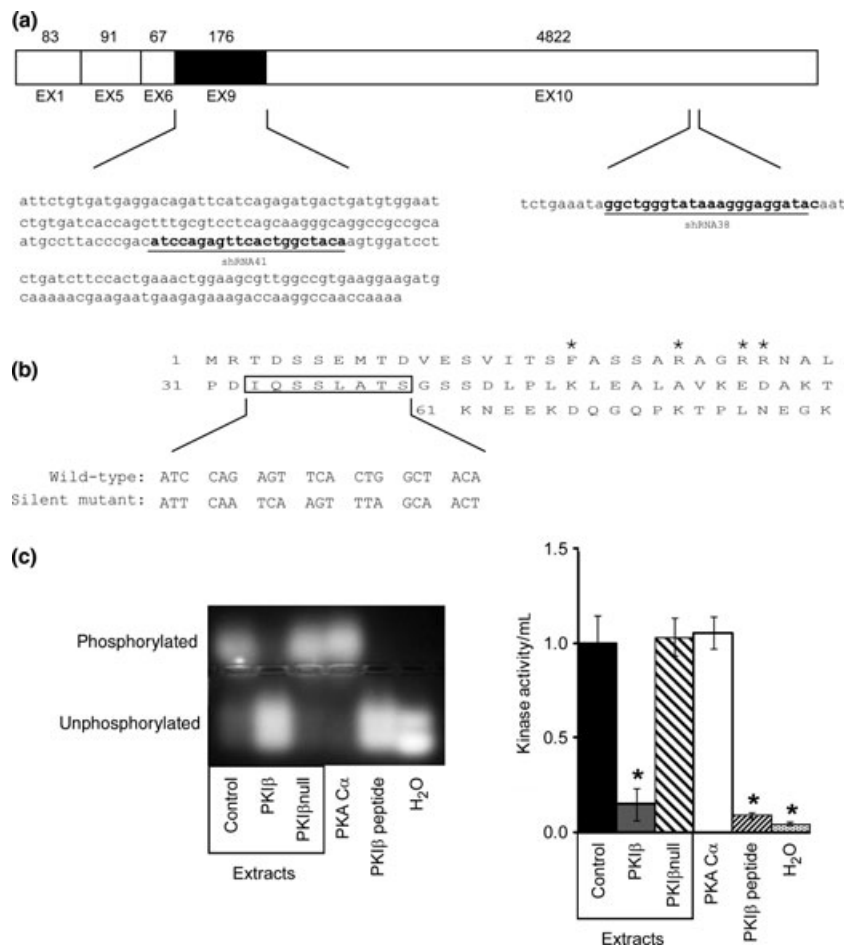 (a)
83 91 67 176 4822
EX1 EX5 EX6 EX9 EX10
attctgtgatgaggacagattcatcagagatgactgatgtggaat
ctgtgatcaccagctttgcgtcctcagcaagggcaggccgccgca
atgccttacccgacatccagagttcactggctacaagtggatcct
shRNA41
ctgatcttccactgaaactggaagcgttggccgtgaaggaagatg
caaaaacgaagaatgaagagaaagaccaaggccaaccaaaa
tctgaaataggctgggtataaagggaggatacaat
shRNA38
(b)
* * * *
1 M R T D S S E M T D V E S V I T S F A S S A R A G R R N A L
31 P D I Q S S L A T S G S S D L P L K L E A L A V K E D A K T
61 K N E E K D Q G Q P K T P L N E G K
Wild-type: ATC CAG AGT TCA CTG GCT ACA
Silent mutant: ATT CAA TCA AGT TTA GCA ACT
(c)
Phosphorylated
Unphosphorylated
Control PKIβ PKIβnull PKA Cα PKIβ peptide H2O
Extracts
Kinase activity/mL
1.5
1.0
0.5
0.0
* * *
Control PKIβ PKIβnull PKA Cα PKIβ peptide H2O
Extracts